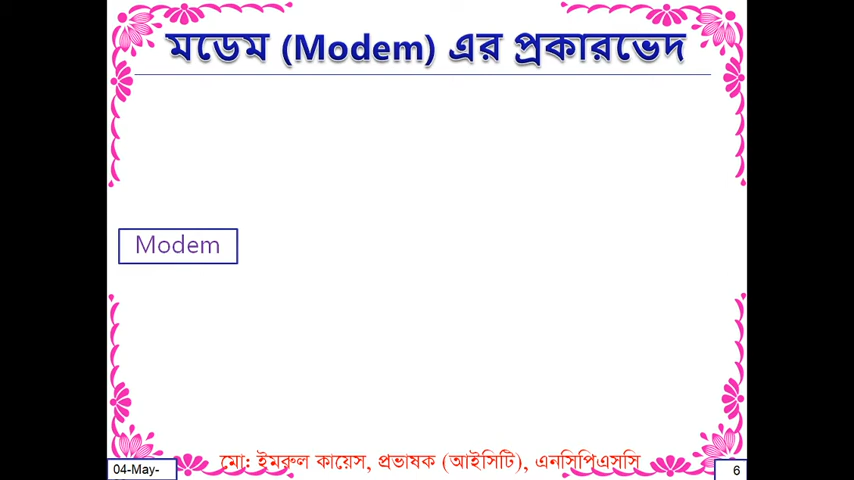 মডেম (Modem) এর প্রকারভেদ
Modem
মো: ইমরুল কায়েস, প্রভাষক (আইসিটি), এনসিপিএসসি
04-May-
6